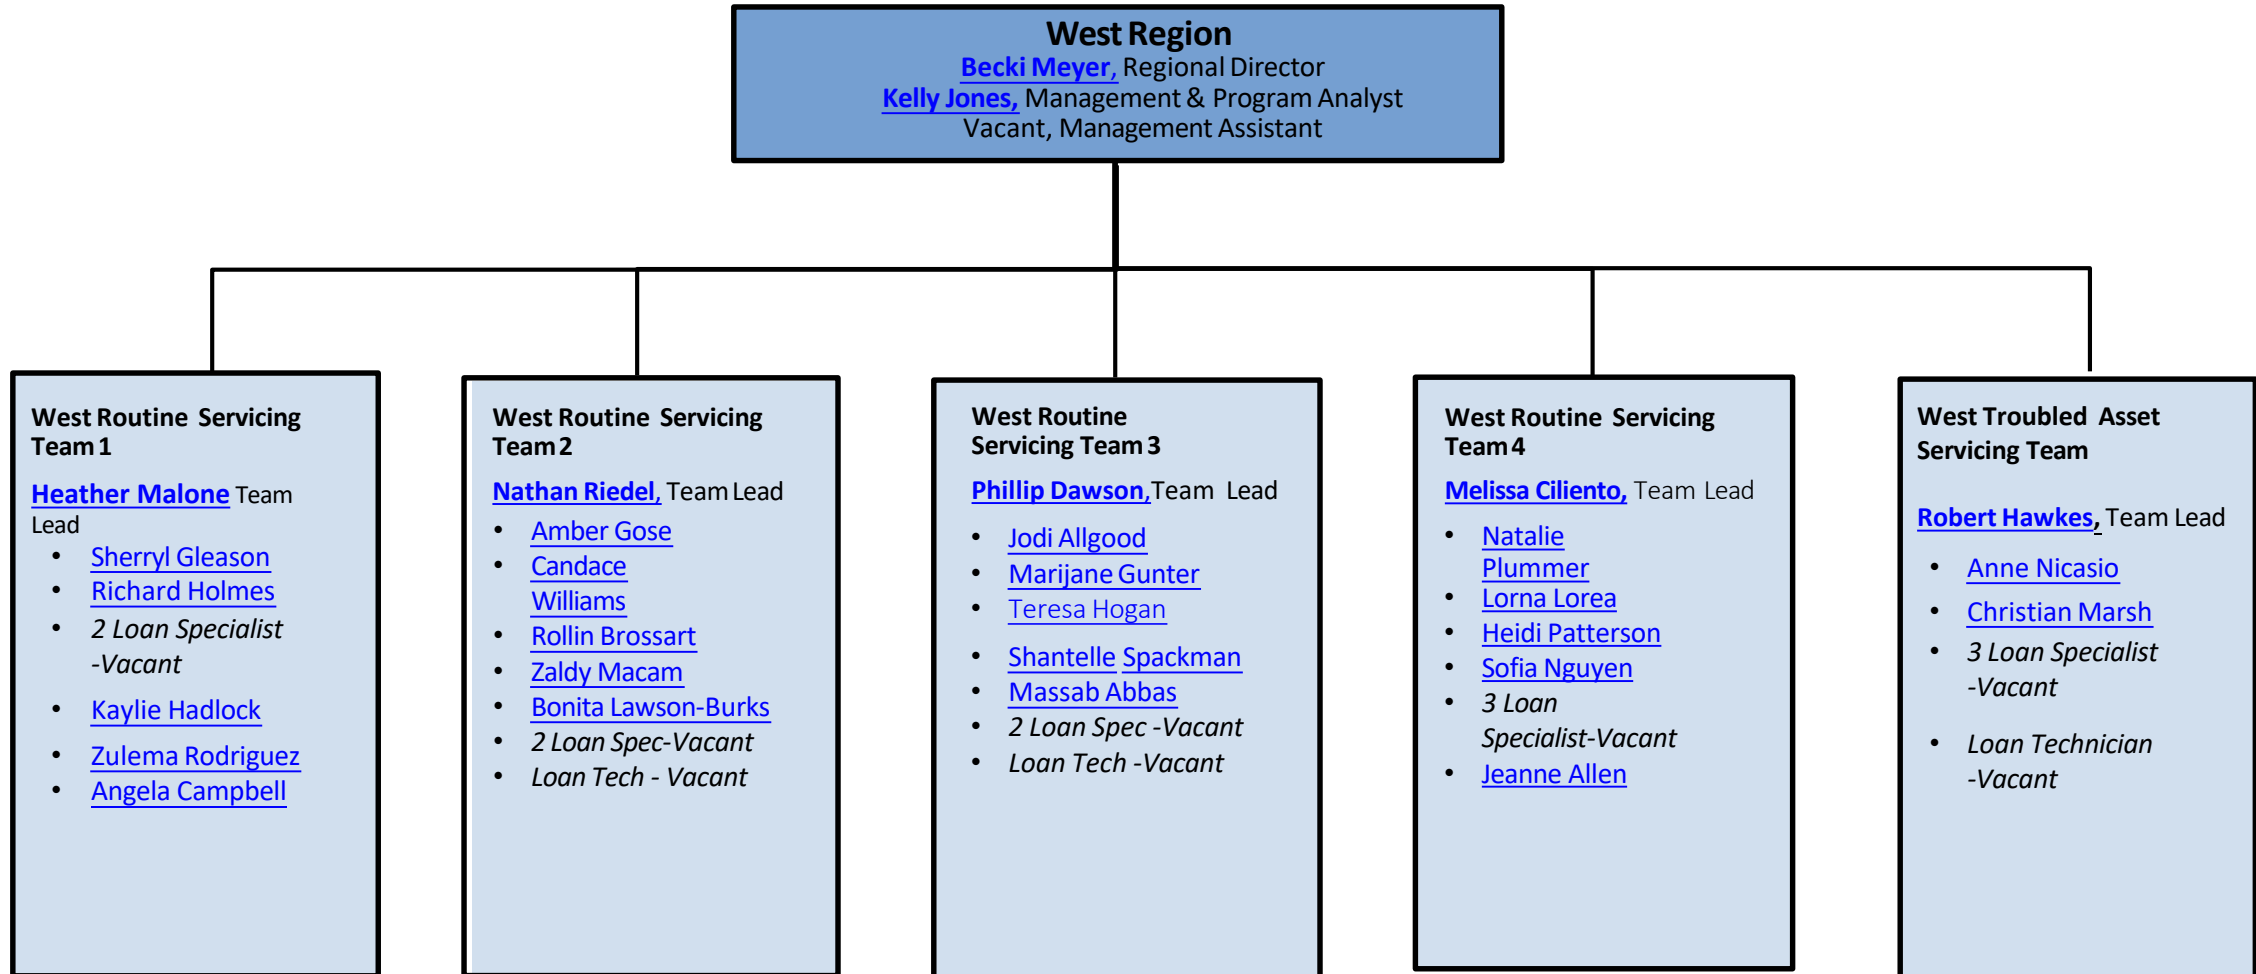 West Region
Becki Meyer, Regional Director
Kelly Jones, Management & Program Analyst
Vacant, Management Assistant
West Routine Servicing
Team 1
Heather Malone Team
Lead
• Sherryl Gleason
• Richard Holmes
• 2 Loan Specialist
-Vacant
• Kaylie Hadlock
• Zulema Rodriguez
• Angela Campbell
West Routine Servicing
Team 2
Nathan Riedel, Team Lead
• Amber Gose
• Candace
Williams
• Rollin Brossart
• Zaldy Macam
• Bonita Lawson-Burks
• 2 Loan Spec-Vacant
• Loan Tech - Vacant
West Routine
Servicing Team 3
Phillip Dawson,Team Lead
• Jodi Allgood
• Marijane Gunter
• Teresa Hogan
• Shantelle Spackman
• Massab Abbas
• 2 Loan Spec -Vacant
• Loan Tech -Vacant
West Routine Servicing
Team 4
Melissa Ciliento, Team Lead
• Natalie
Plummer
• Lorna Lorea
• Heidi Patterson
• Sofia Nguyen
• 3 Loan
Specialist-Vacant
• Jeanne Allen
West Troubled Asset
Servicing Team
Robert Hawkes, Team Lead
• Anne Nicasio
• Christian Marsh
• 3 Loan Specialist
-Vacant
• Loan Technician
-Vacant